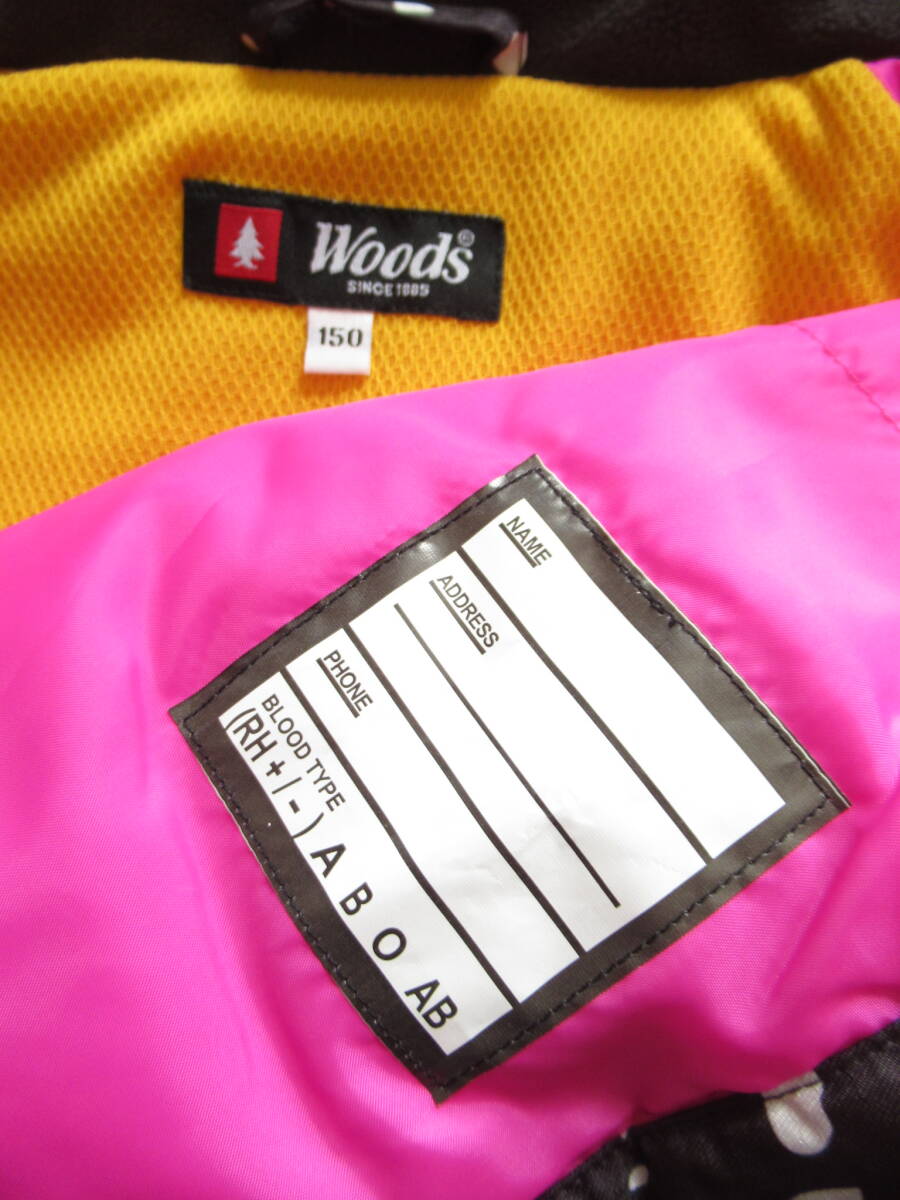 Woods®
SINCE 1885
150
NAME
ADDRESS
PHONE
BLOOD TYPE
(RH + / - ) A B O AB